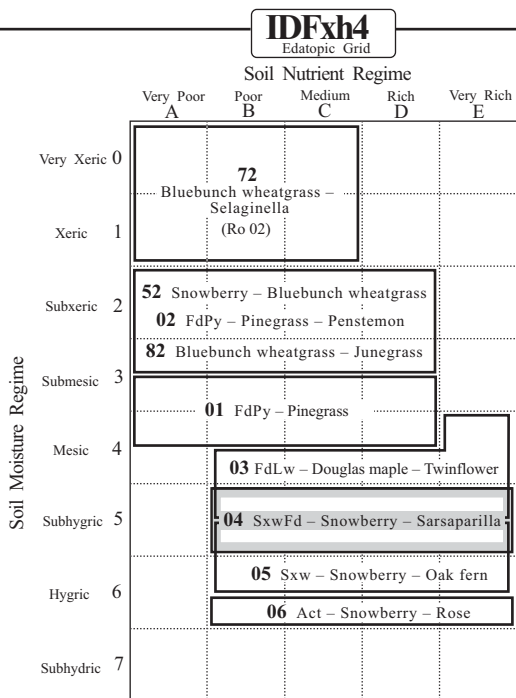 IDFxh4
Edatopic Grid
Soil Nutrient Regime
Very Poor Poor Medium Rich Very Rich
A B C D E
Soil Moisture Regime
Very Xeric 0
72
Bluebunch wheatgrass –
Selaginella
(Ro 02)
Xeric 1
52 Snowberry – Bluebunch wheatgrass
Subxeric 2
02 FdPy – Pinegrass – Penstemon
82 Bluebunch wheatgrass – Junegrass
Submesic 3
01 FdPy – Pinegrass
Mesic 4
03 FdLw – Douglas maple – Twinflower
Subhygric 5
04 SxwFd – Snowberry – Sarsaparilla
05 Sxw – Snowberry – Oak fern
Hygric 6
06 Act – Snowberry – Rose
Subhydric 7